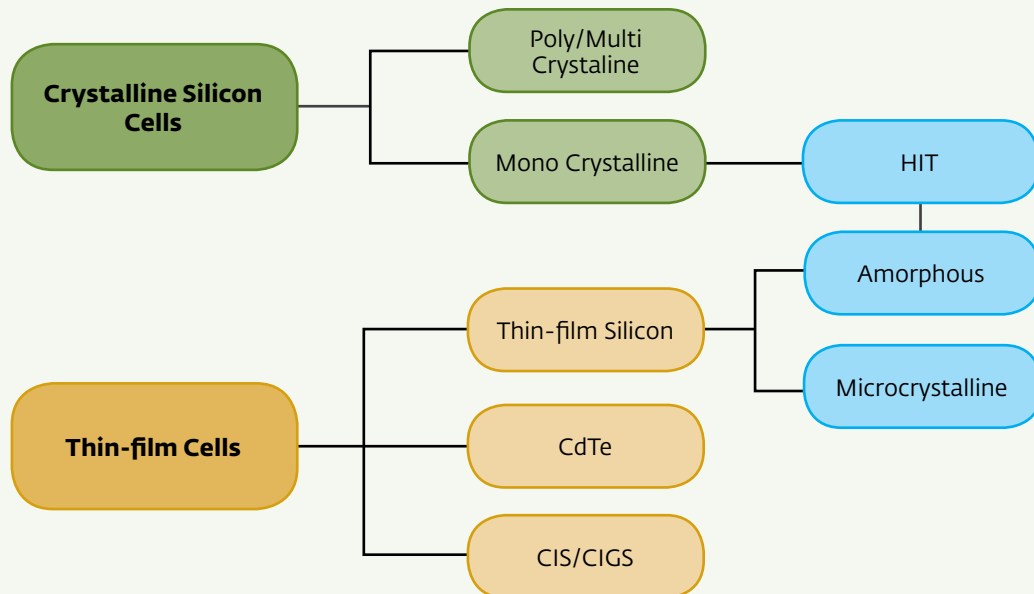 Poly/Multi
Crystaline
Crystalline Silicon
Cells
Mono Crystalline
HIT
Amorphous
Thin-film Silicon
Microcrystalline
Thin-film Cells
CdTe
CIS/CIGS